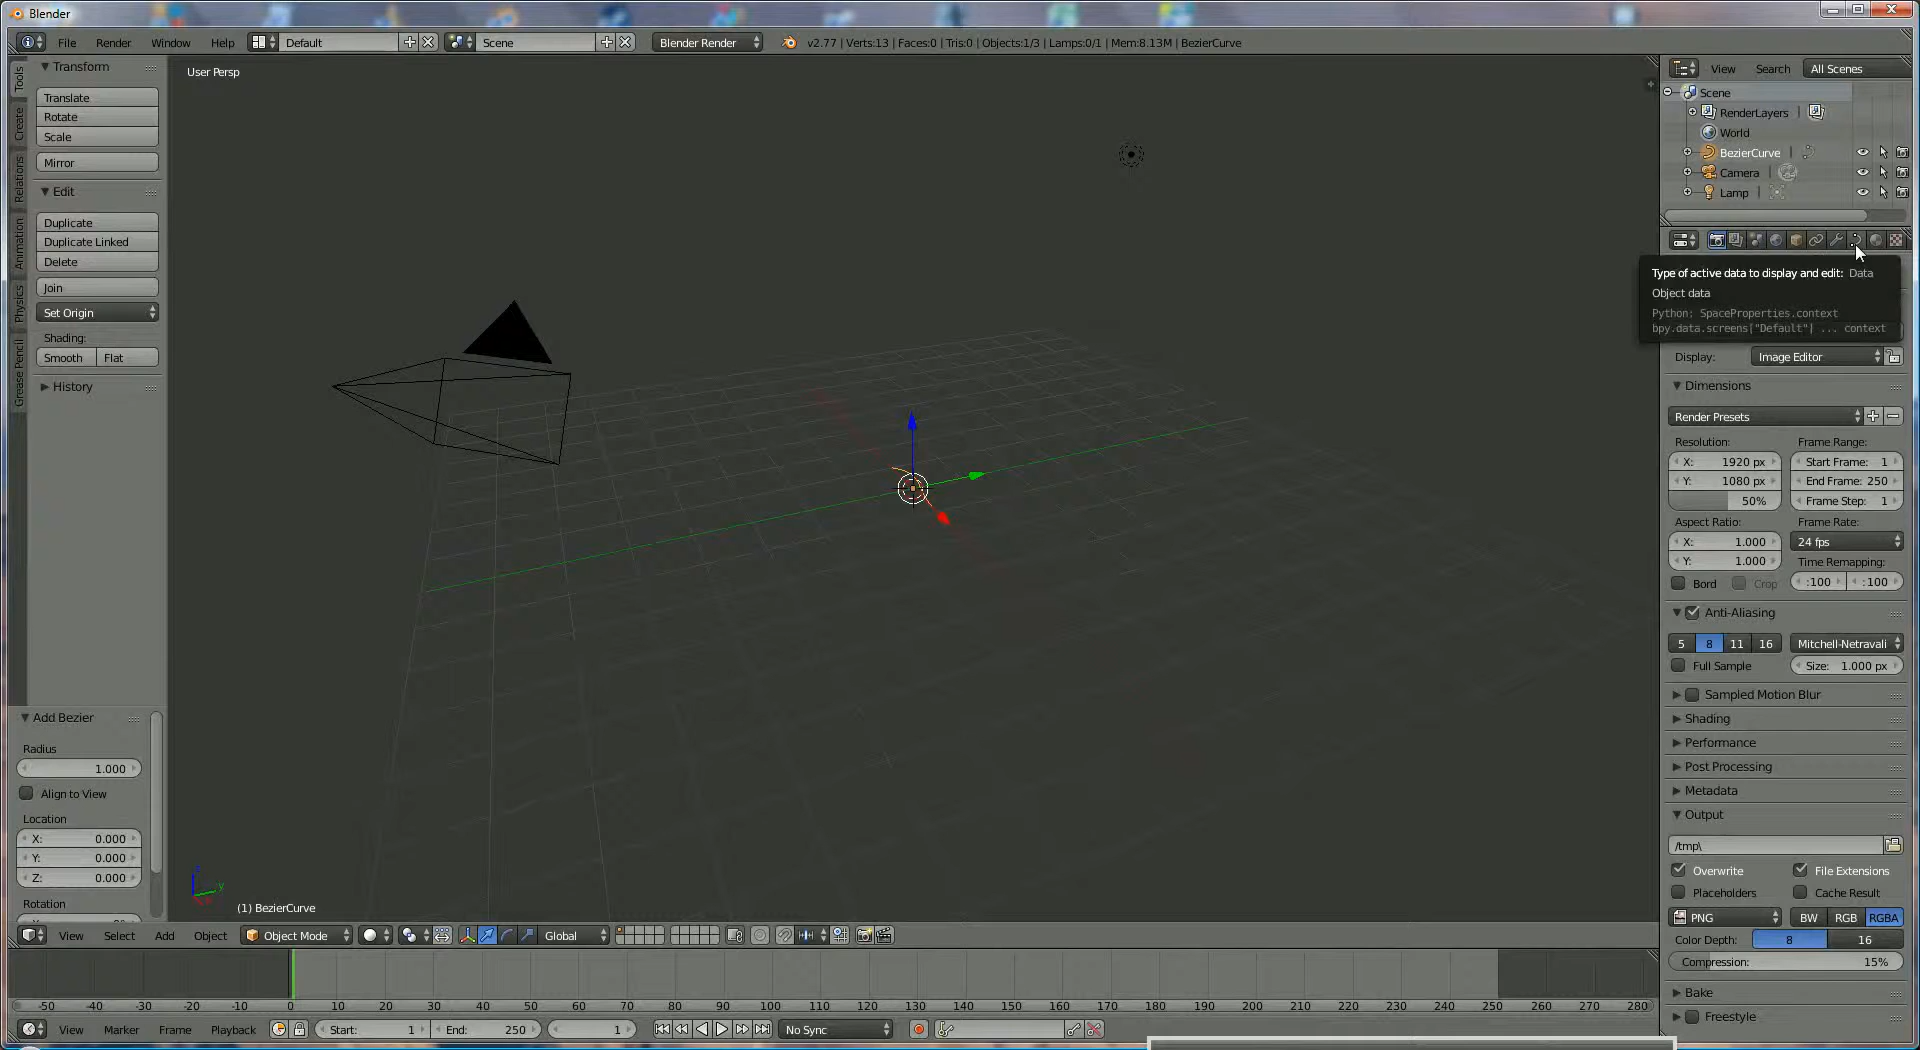 Blender
File Render Window Help Default Scene Blender Render v2.77 | Verts:13 | Faces:0 | Tris:0 | Objects:1/3 | Lamps:0/1 | Mem:8.13M | BezierCurve
Tools
Create
Relations
Animation
Physics
Grease Pencil
Transform
Translate
Rotate
Scale
Mirror
Edit
Duplicate
Duplicate Linked
Delete
Join
Set Origin
Shading:
Smooth Flat
History
Add Bezier
Radius
1.000
Align to View
Location
X: 0.000
Y: 0.000
Z: 0.000
Rotation
User Persp
z
y
(1) BezierCurve
View Select Add Object Object Mode Global
-50 -40 -30 -20 -10 0 10 20 30 40 50 60 70 80 90 100 110 120 130 140 150 160 170 180 190 200 210 220 230 240 250 260 270 280
View Marker Frame Playback Start: 1 End: 250 1 No Sync
View Search All Scenes
Scene
RenderLayers
World
BezierCurve
Camera
Lamp
Type of active data to display and edit: Data
Object data
Python: SpaceProperties.context
bpy.data.screens["Default"] ... context
Display: Image Editor
Dimensions
Render Presets
Resolution: Frame Range:
X: 1920 px Start Frame: 1
Y: 1080 px End Frame: 250
50% Frame Step: 1
Aspect Ratio: Frame Rate:
X: 1.000 24 fps
Y: 1.000 Time Remapping:
Bord Crop :100 :100
Anti-Aliasing
5 8 11 16 Mitchell-Netravali
Full Sample Size: 1.000 px
Sampled Motion Blur
Shading
Performance
Post Processing
Metadata
Output
/tmp\
Overwrite File Extensions
Placeholders Cache Result
PNG BW RGB RGBA
Color Depth: 8 16
Compression: 15%
Bake
Freestyle